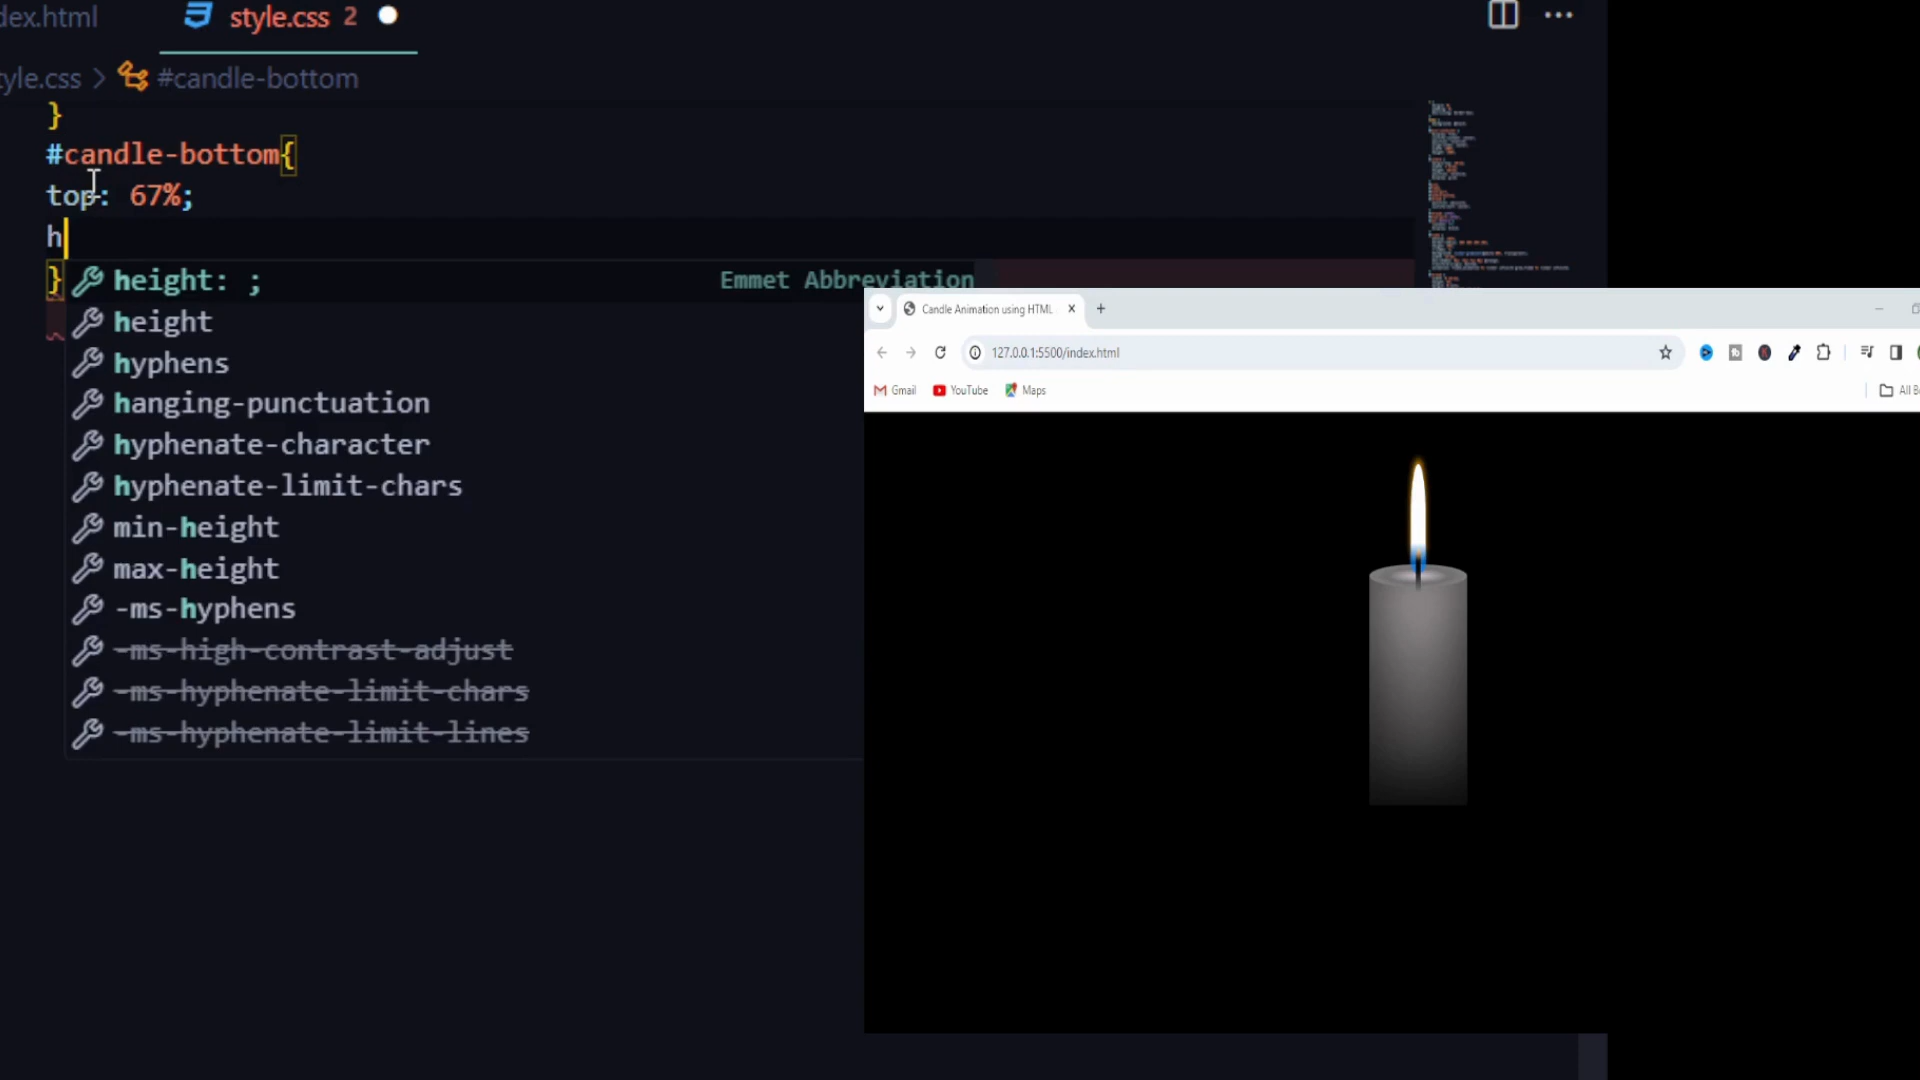 dex.html
style.css 2
tyle.css > #candle-bottom
}
#candle-bottom{
top: 67%;
h
}
height: ; Emmet Abbreviation
height
hyphens
hanging-punctuation
hyphenate-character
hyphenate-limit-chars
min-height
max-height
-ms-hyphens
-ms-high-contrast-adjust
-ms-hyphenate-limit-chars
-ms-hyphenate-limit-lines
Candle Animation using HTML
127.0.0.1:5500/index.html
Gmail YouTube Maps All B